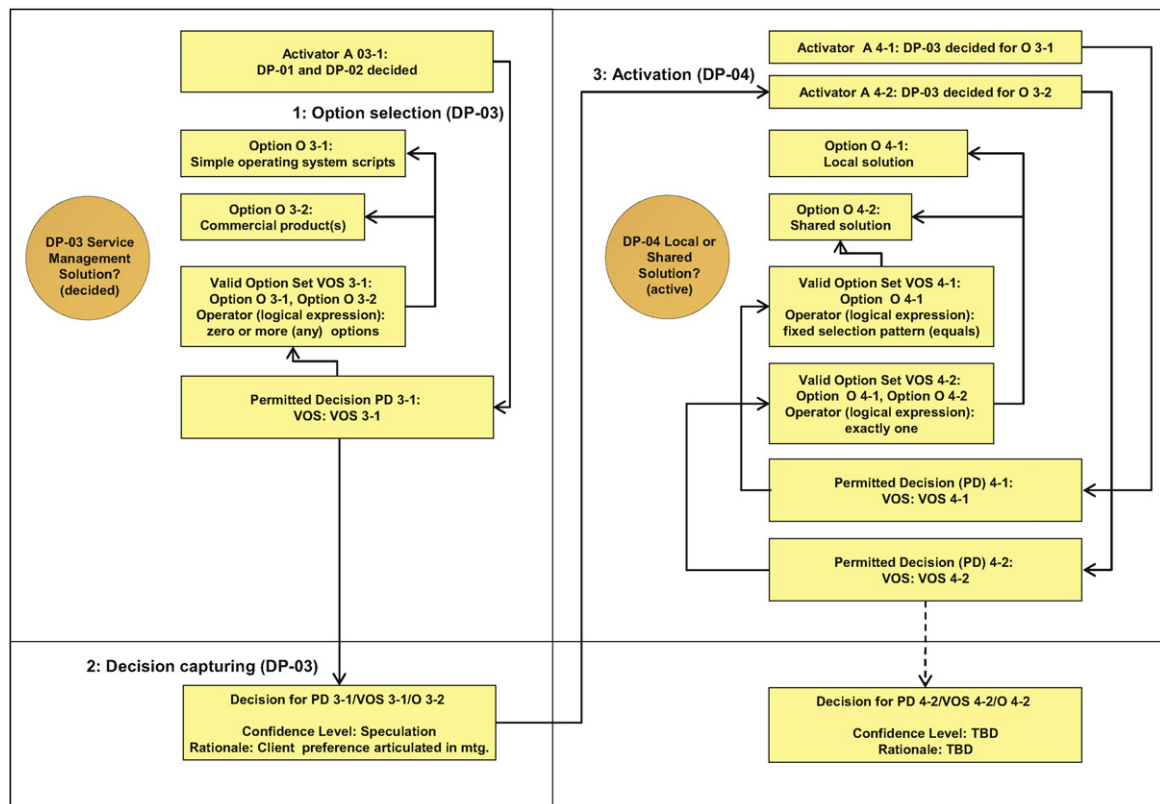 Activator A 03-1:
DP-01 and DP-02 decided
1: Option selection (DP-03)
Option O 3-1:
Simple operating system scripts
Option O 3-2:
Commercial product(s)
DP-03 Service
Management
Solution?
(decided)
Valid Option Set VOS 3-1:
Option O 3-1, Option O 3-2
Operator (logical expression):
zero or more (any) options
Permitted Decision PD 3-1:
VOS: VOS 3-1
2: Decision capturing (DP-03)
Decision for PD 3-1/VOS 3-1/O 3-2
Confidence Level: Speculation
Rationale: Client preference articulated in mtg.
3: Activation (DP-04)
Activator A 4-1: DP-03 decided for O 3-1
Activator A 4-2: DP-03 decided for O 3-2
Option O 4-1:
Local solution
Option O 4-2:
Shared solution
DP-04 Local or
Shared
Solution?
(active)
Valid Option Set VOS 4-1:
Option O 4-1
Operator (logical expression):
fixed selection pattern (equals)
Valid Option Set VOS 4-2:
Option O 4-1, Option O 4-2
Operator (logical expression):
exactly one
Permitted Decision (PD) 4-1:
VOS: VOS 4-1
Permitted Decision (PD) 4-2:
VOS: VOS 4-2
Decision for PD 4-2/VOS 4-2/O 4-2
Confidence Level: TBD
Rationale: TBD